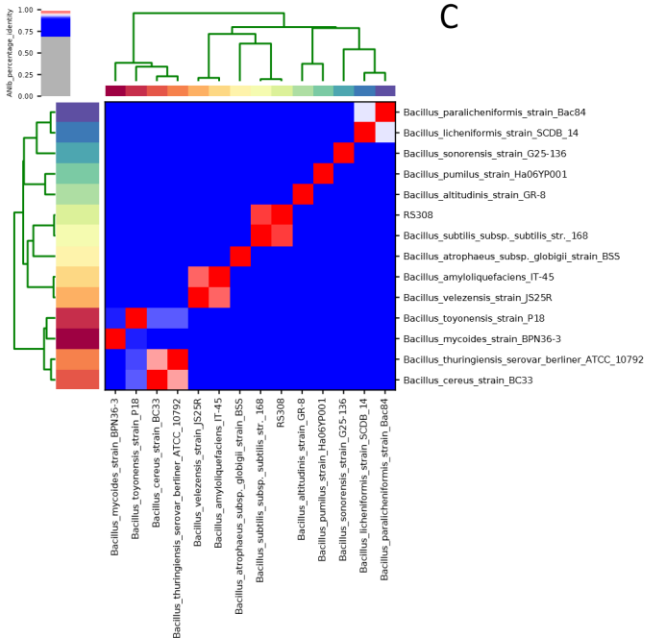 C
ANIb_percentage_identity
1.00
0.75
0.50
0.25
0.00
Bacillus_paralicheniformis_strain_Bac84
Bacillus_licheniformis_strain_SCDB_14
Bacillus_sonorensis_strain_G25-136
Bacillus_pumilus_strain_Ha06YP001
Bacillus_altitudinis_strain_GR-8
RS308
Bacillus_subtilis_subsp._subtilis_str._168
Bacillus_atrophaeus_subsp._globigii_strain_BSS
Bacillus_amyloliquefaciens_IT-45
Bacillus_velezensis_strain_JS25R
Bacillus_toyonensis_strain_P18
Bacillus_mycoides_strain_BPN36-3
Bacillus_thuringiensis_serovar_berliner_ATCC_10792
Bacillus_cereus_strain_BC33
Bacillus_mycoides_strain_BPN36-3
Bacillus_toyonensis_strain_P18
Bacillus_cereus_strain_BC33
Bacillus_thuringiensis_serovar_berliner_ATCC_10792
Bacillus_velezensis_strain_JS25R
Bacillus_amyloliquefaciens_IT-45
Bacillus_atrophaeus_subsp._globigii_strain_BSS
Bacillus_subtilis_subsp._subtilis_str._168
RS308
Bacillus_altitudinis_strain_GR-8
Bacillus_pumilus_strain_Ha06YP001
Bacillus_sonorensis_strain_G25-136
Bacillus_licheniformis_strain_SCDB_14
Bacillus_paralicheniformis_strain_Bac84